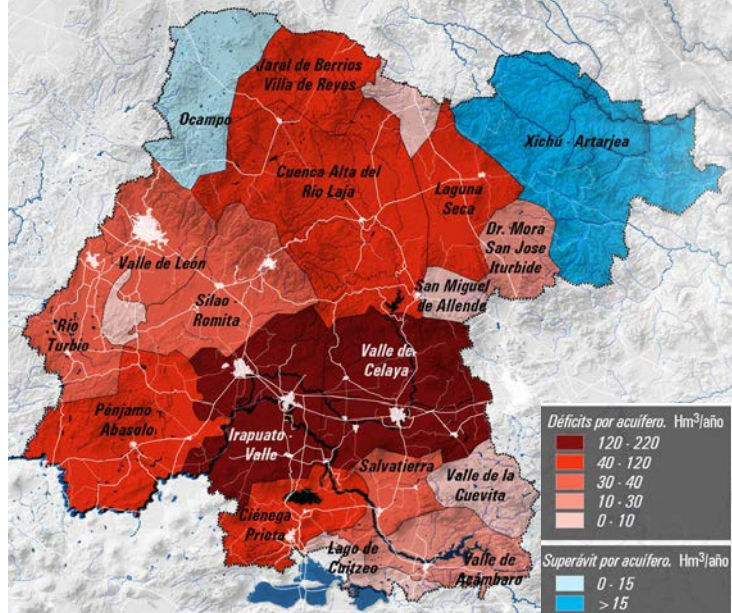 Jaral de Berrios
Villa de Reyes
Ocampo
Xichú - Artarjea
Cuenca Alta del
Río Laja
Laguna
Seca
Dr. Mora
San Jose
Iturbide
Valle de León
San Miguel
de Allende
Silao
Romita
Río
Turbio
Valle de
Celaya
Pénjamo
Abasolo
Irapuato
Valle
Salvatierra
Valle de la
Cuevita
Ciénega
Prieta
Lago de
Cuitzeo
Valle de
Acámbaro
Déficits por acuífero. Hm³/año
120 - 220
40 - 120
30 - 40
10 - 30
0 - 10
Superávit por acuífero. Hm³/año
0 - 15
>15